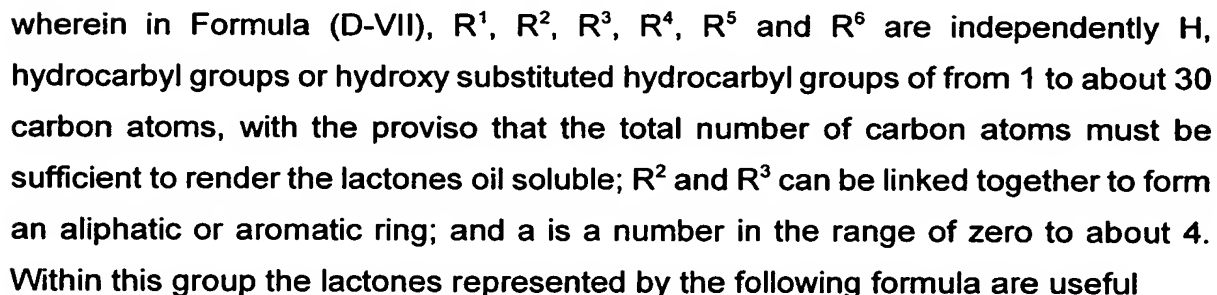 wherein in Formula (D-VII), R¹, R², R³, R⁴, R⁵ and R⁶ are independently H,
hydrocarbyl groups or hydroxy substituted hydrocarbyl groups of from 1 to about 30
carbon atoms, with the proviso that the total number of carbon atoms must be
sufficient to render the lactones oil soluble; R² and R³ can be linked together to form
an aliphatic or aromatic ring; and a is a number in the range of zero to about 4.
Within this group the lactones represented by the following formula are useful